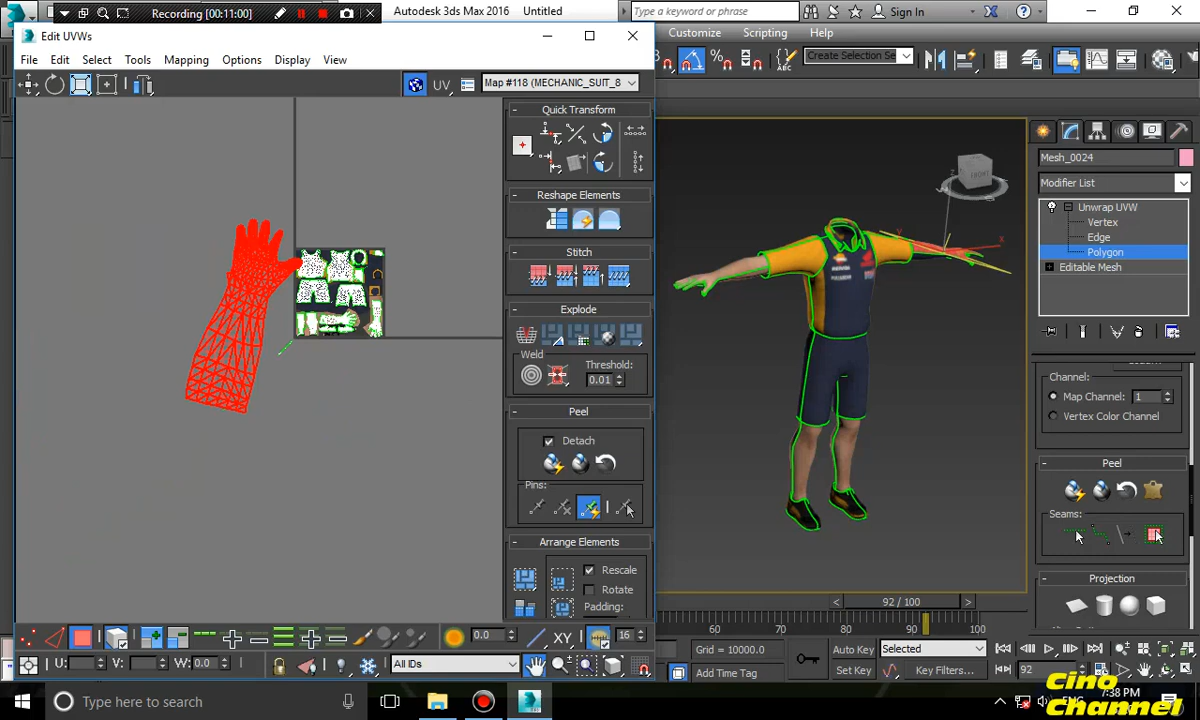 Recording [00:11:00]
Autodesk 3ds Max 2016 Untitled
Type a keyword or phrase
Sign In
Edit UVWs
Customize Scripting Help
File Edit Select Tools Mapping Options Display View
Create Selection Se
UV
Map #118 (MECHANIC_SUIT_8
Quick Transform
Reshape Elements
Stitch
Explode
Weld
Threshold:
0.01
Peel
Detach
Pins:
Arrange Elements
Rescale
Rotate
Padding:
FRONT
Mesh_0024
Modifier List
Unwrap UVW
Vertex
Edge
Polygon
Editable Mesh
Channel:
Map Channel: 1
Vertex Color Channel
Peel
Seams:
Projection
92 / 100
60 70 80 90 100
0.0
XY
16
U: V: W: 0.0
All IDs
Grid = 10000.0
Add Time Tag
Auto Key Selected
Set Key Key Filters...
92
Type here to search
ENG
7:38 PM
Cino
Channel